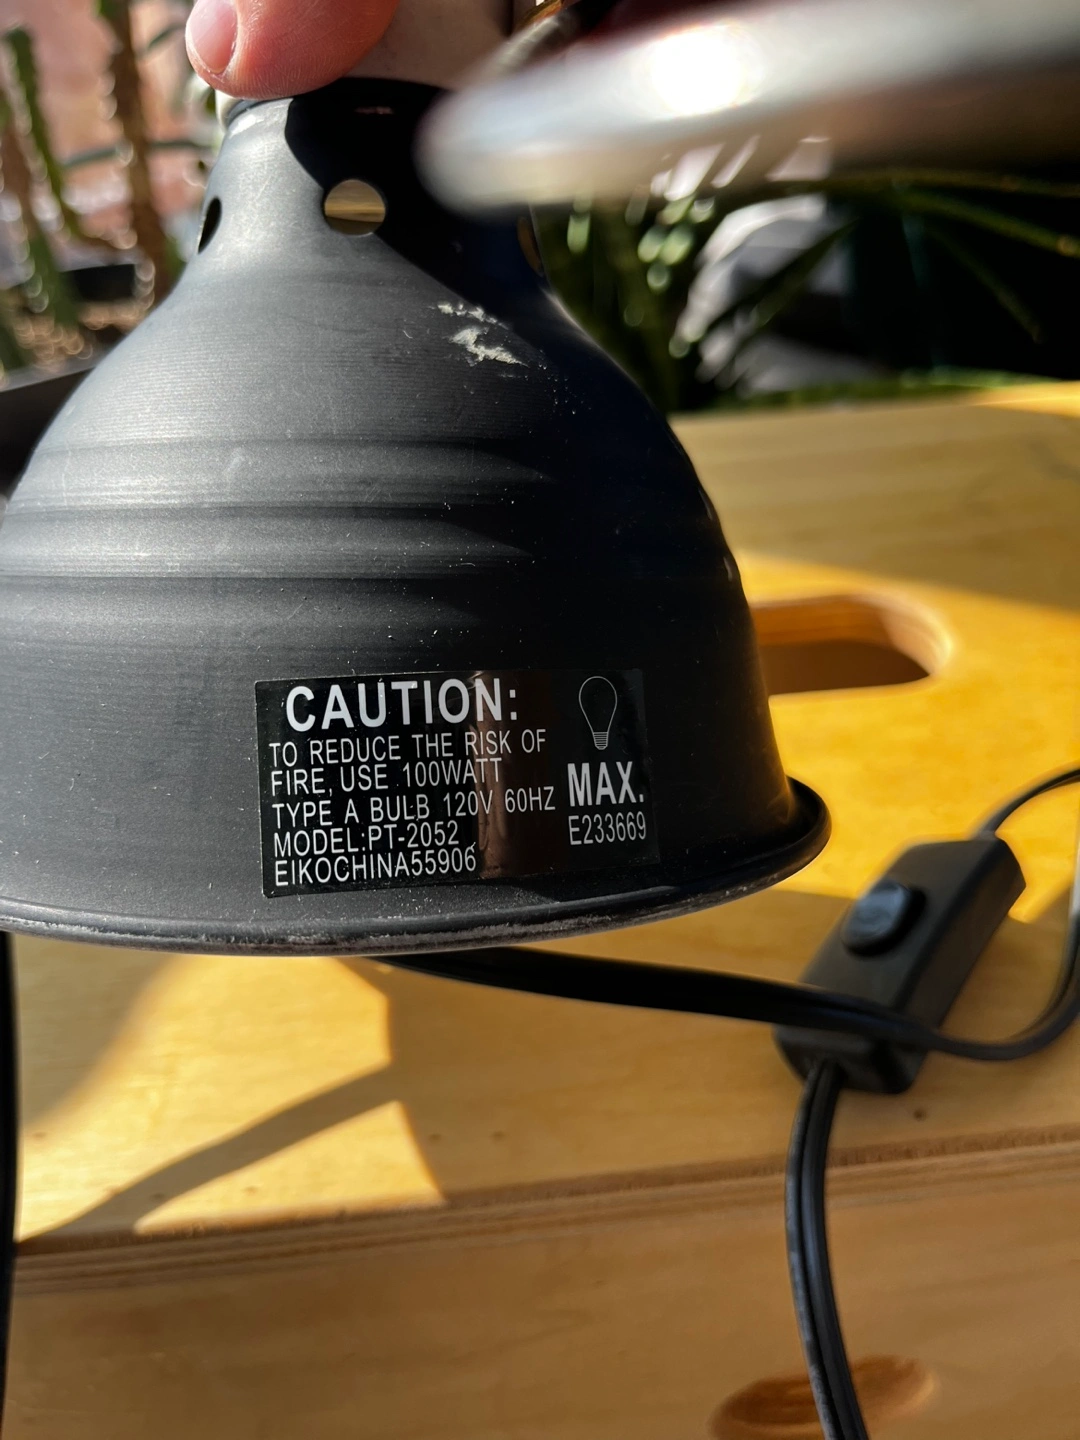 CAUTION:
TO REDUCE THE RISK OF
FIRE, USE 100WATT
TYPE A BULB 120V 60HZ
MODEL:PT-2052
EIKOCHINA55906
MAX.
E233669